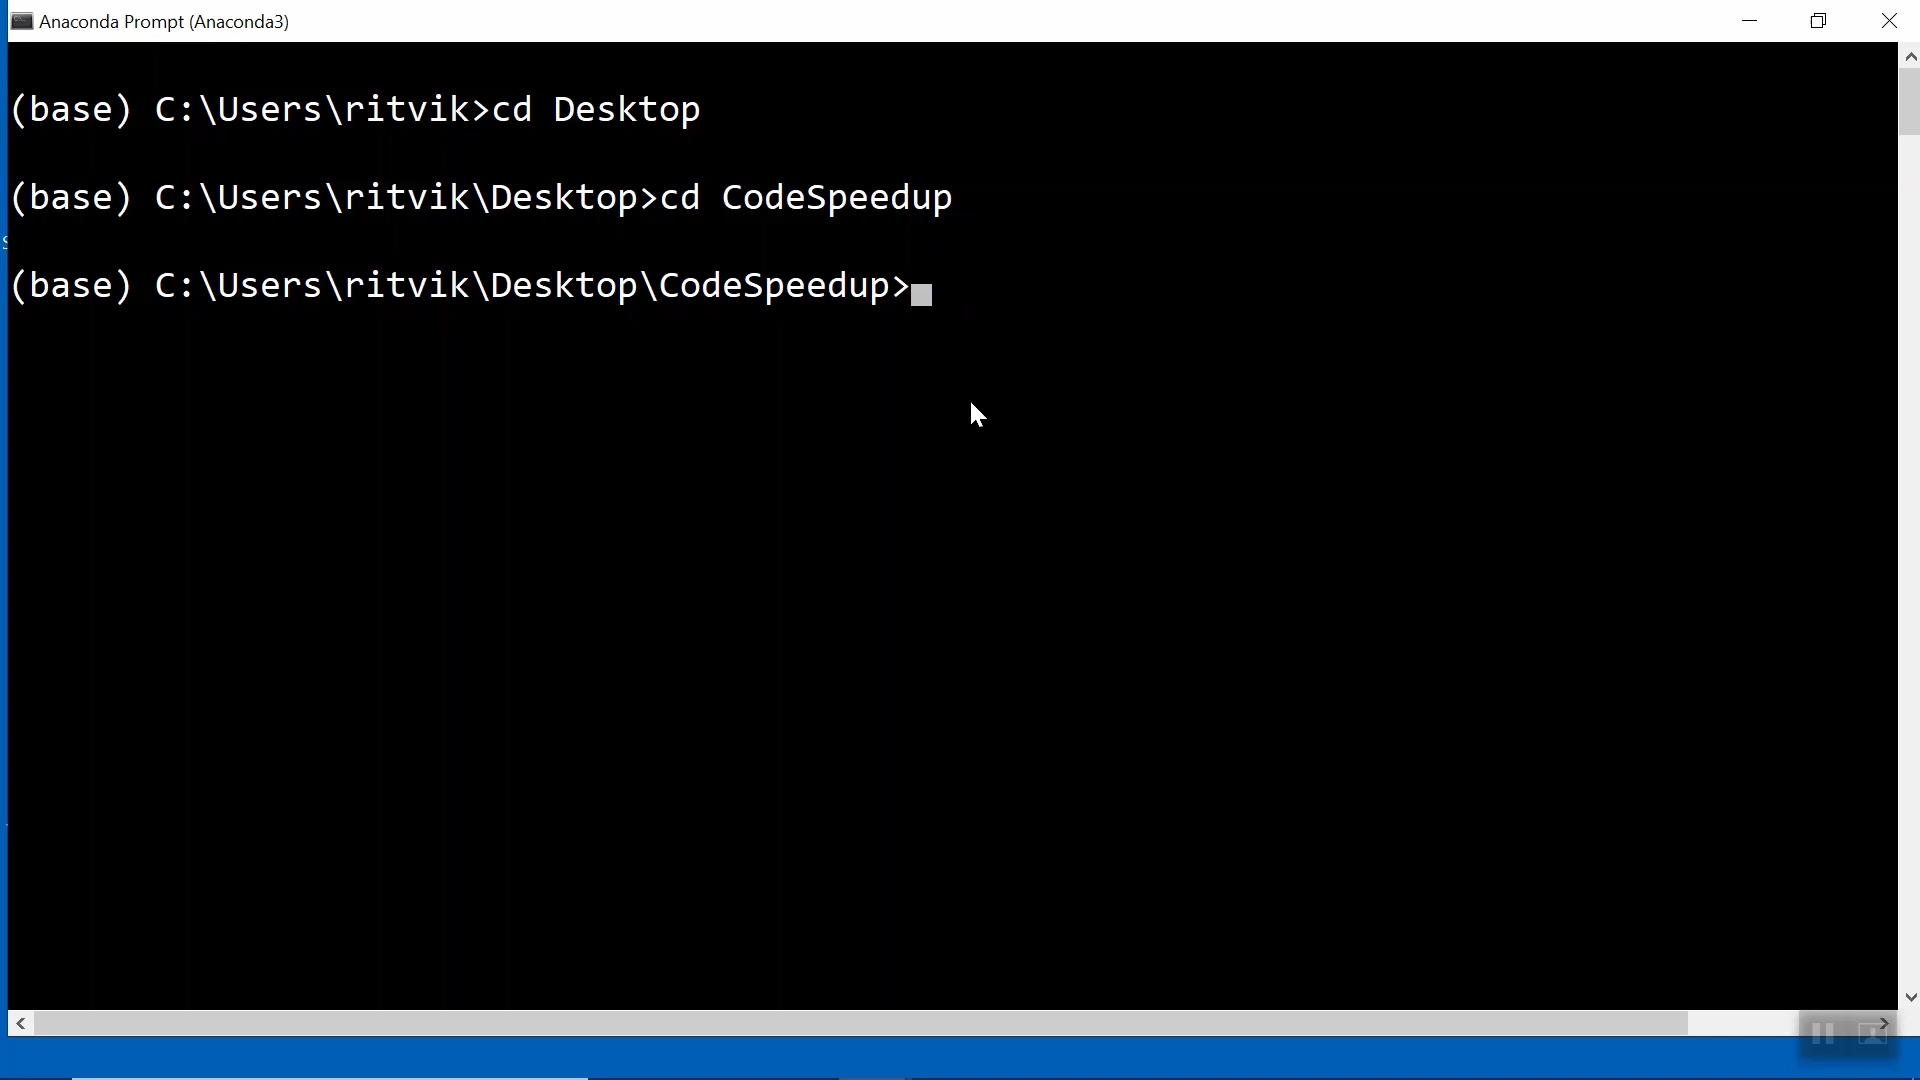 Anaconda Prompt (Anaconda3)
(base) C:\Users\ritvik>cd Desktop
(base) C:\Users\ritvik\Desktop>cd CodeSpeedup
(base) C:\Users\ritvik\Desktop\CodeSpeedup>